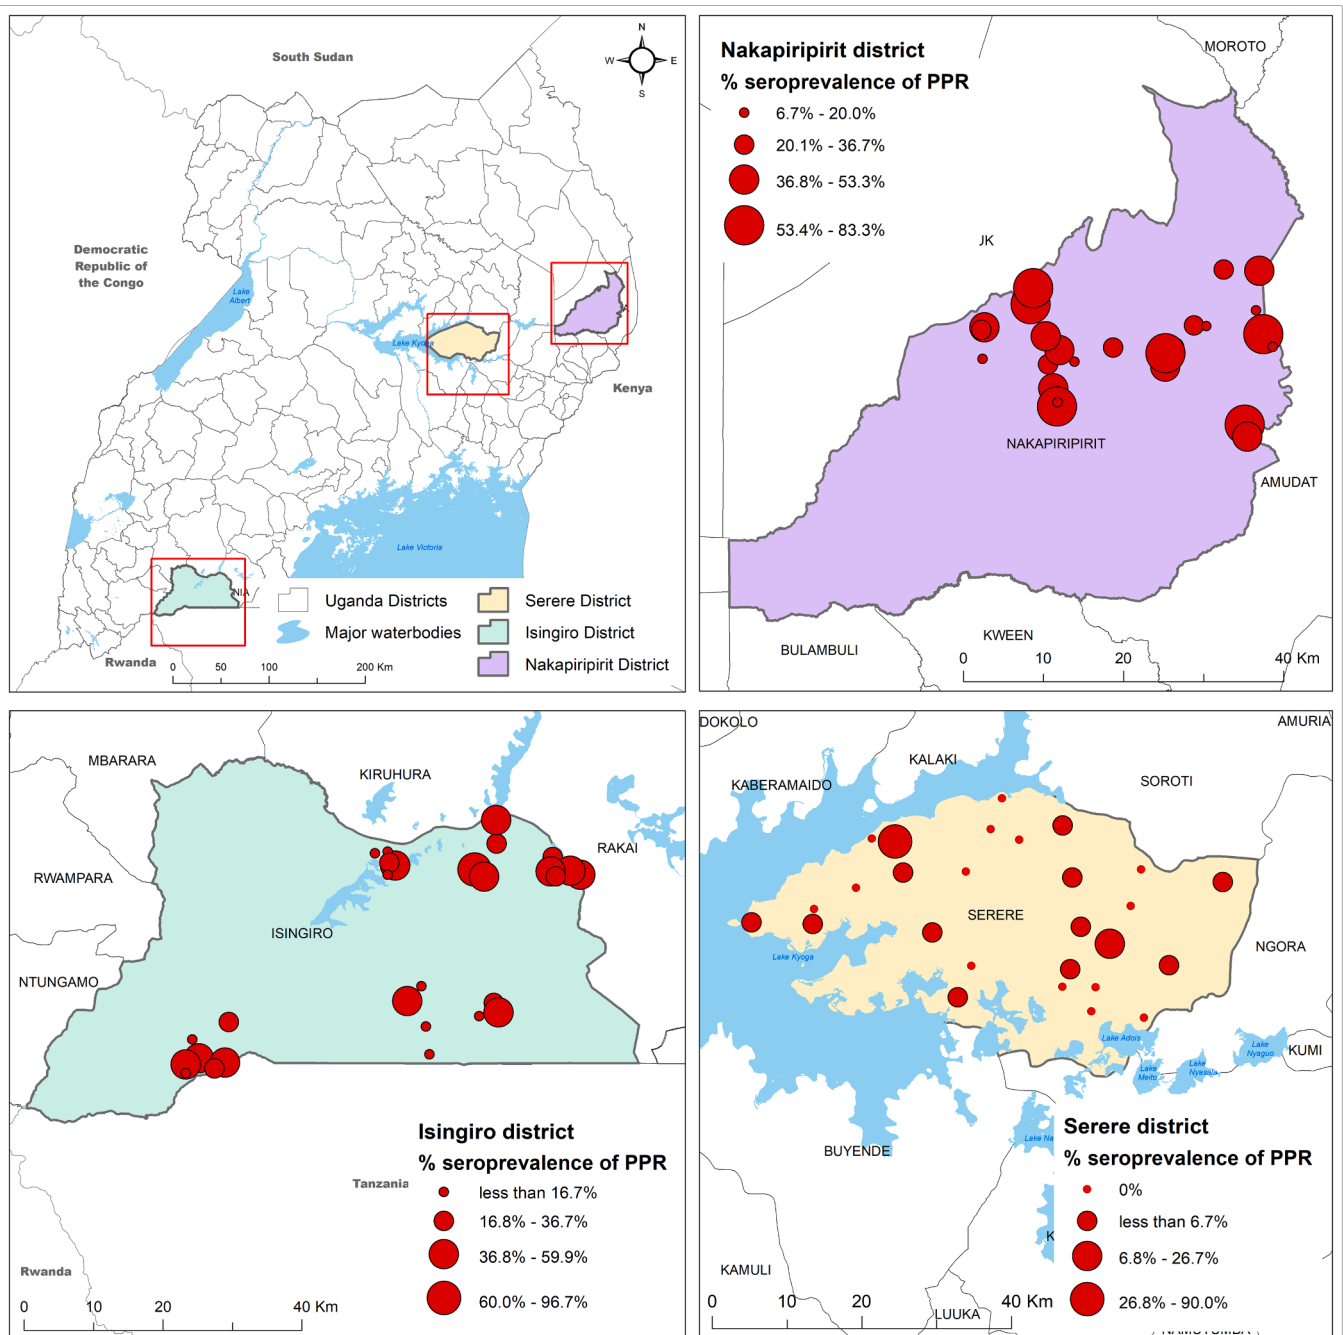 South Sudan
N
W
E
S
Democratic
Republic of
the Congo
Lake
Albert
Lake Kyoga
Kenya
Lake Victoria
NIA
Rwanda
0 50 100 200 Km
Uganda Districts
Major waterbodies
Serere District
Isingiro District
Nakapiripirit District
Nakapiripirit district
% seroprevalence of PPR
6.7% - 20.0%
20.1% - 36.7%
36.8% - 53.3%
53.4% - 83.3%
MOROTO
JK
NAKAPIRIPIRIT
AMUDAT
KWEEN
BULAMBULI
0 10 20 40 Km
MBARARA
KIRUHURA
RAKAI
RWAMPARA
ISINGIRO
NTUNGAMO
Isingiro district
% seroprevalence of PPR
less than 16.7%
16.8% - 36.7%
36.8% - 59.9%
60.0% - 96.7%
Tanzania
Rwanda
0 10 20 40 Km
DOKOLO
AMURIA
KALAKI
KABERAMAIDO
SOROTI
SERERE
NGORA
Lake Kyoga
Lake Adois
Lake
Nyaguo
KUMI
Lake
Meito
Lake
Nyasala
Lake Na
BUYENDE
Serere district
% seroprevalence of PPR
0%
less than 6.7%
6.8% - 26.7%
26.8% - 90.0%
K
KAMULI
LUUKA
0 10 20 40 Km